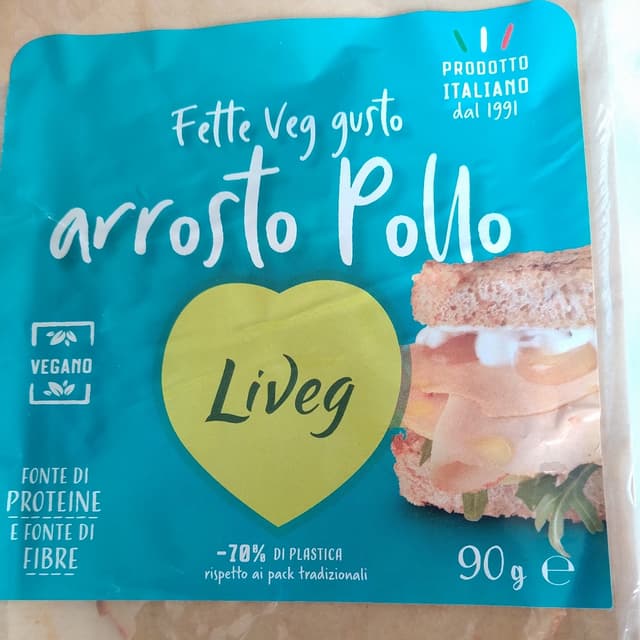 PRODOTTO
ITALIANO
dal 1991
Fette Veg gusto
arrosto Pollo
VEGANO
LiVeg
FONTE DI
PROTEINE
E FONTE DI
FIBRE
-70% DI PLASTICA
rispetto ai pack tradizionali
90g e